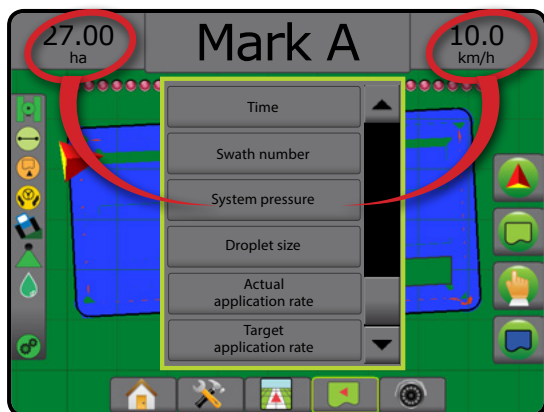 27.00
ha
Mark A
10.0
km/h
Time
Swath number
System pressure
Droplet size
Actual
application rate
Target
application rate